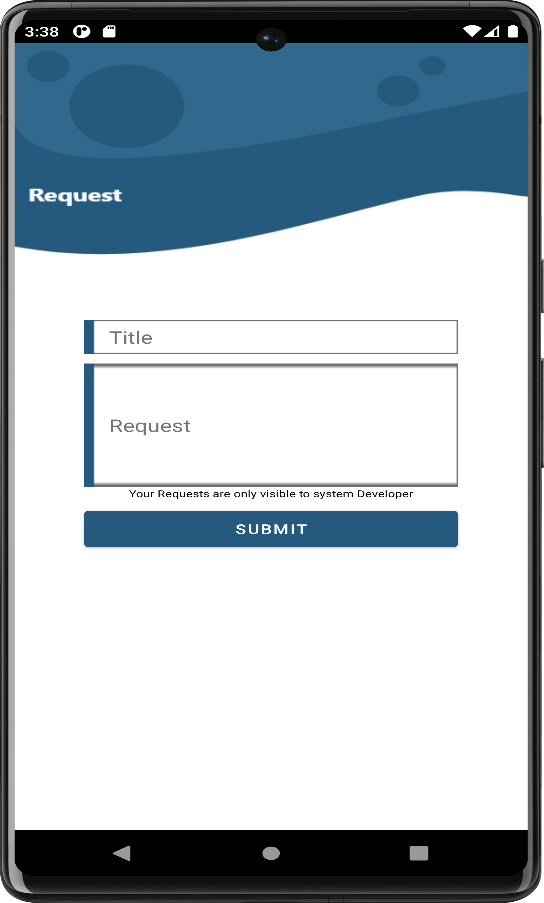 3:38
Request
Title
Request
Your Requests are only visible to system Developer
SUBMIT